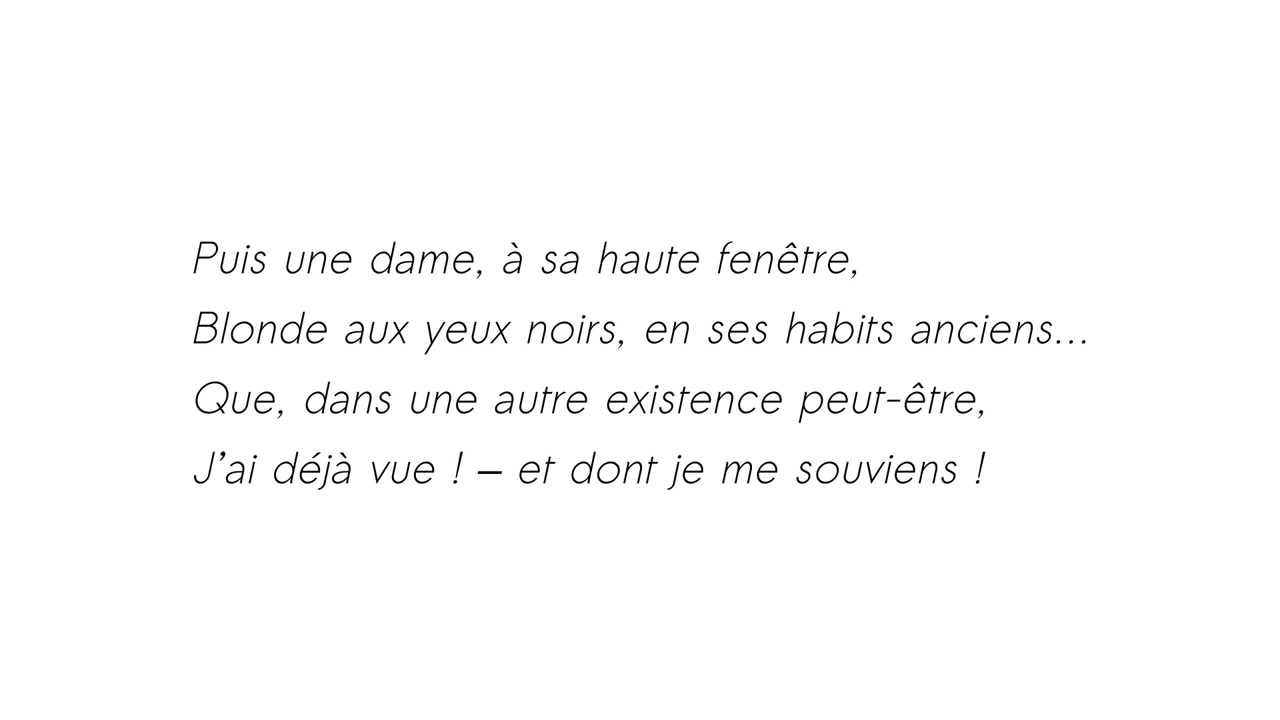 Puis une dame, à sa haute fenêtre,
Blonde aux yeux noirs, en ses habits anciens...
Que, dans une autre existence peut-être,
J’ai déjà vue ! – et dont je me souviens !